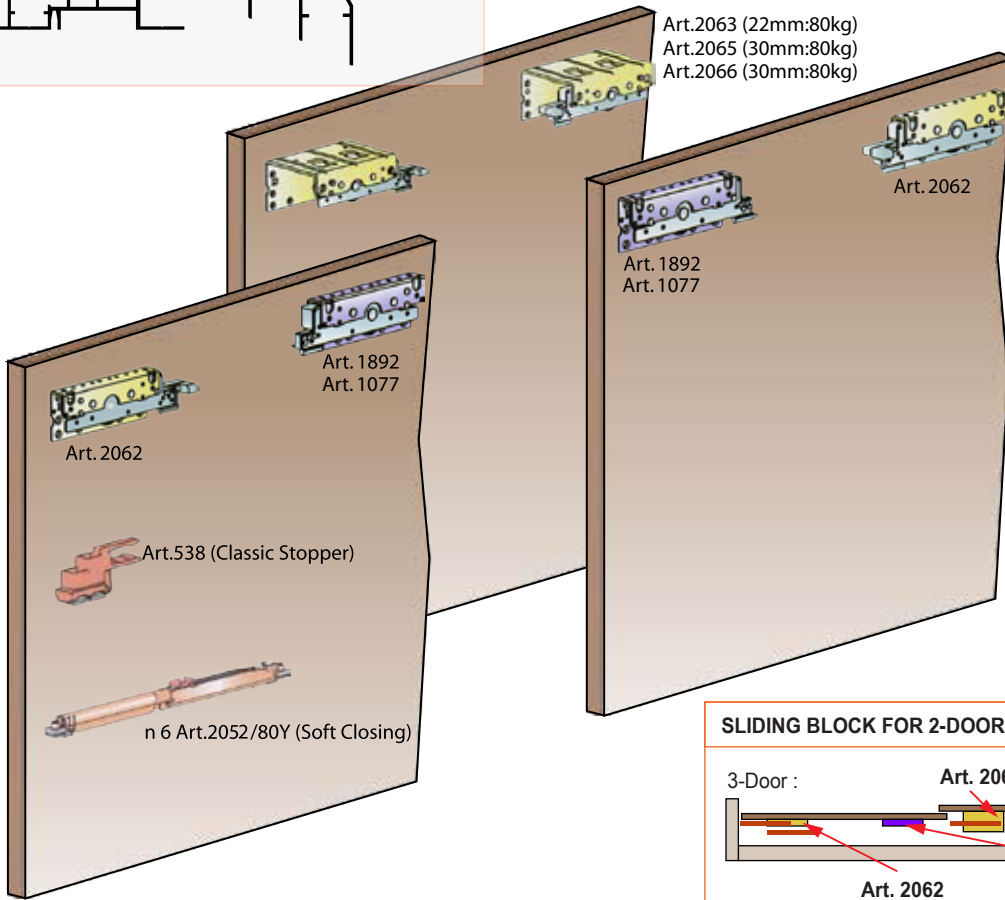 Art.2063 (22mm:80kg)
Art.2065 (30mm:80kg)
Art.2066 (30mm:80kg)
Art. 2062
Art. 1892
Art. 1077
Art. 1892
Art. 1077
Art. 2062
Art.538 (Classic Stopper)
n 6 Art.2052/80Y (Soft Closing)
SLIDING BLOCK FOR 2-DOOR
3-Door :
Art. 206
Art. 2062